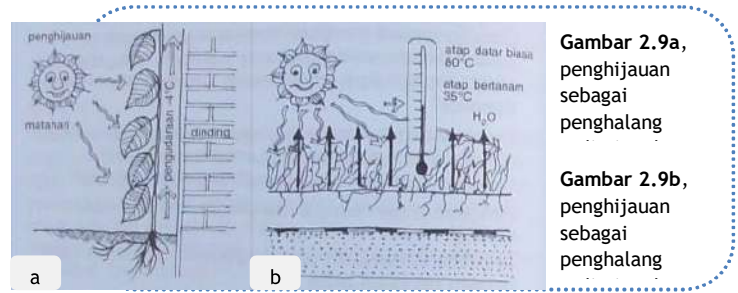 penghijauan
matahari
pengudaraan -4°C
dinding
a
atap datar biasa
80°C
atap bertanam
35°C
H₂O
b
Gambar 2.9a,
penghijauan
sebagai
penghalang
Gambar 2.9b,
penghijauan
sebagai
penghalang